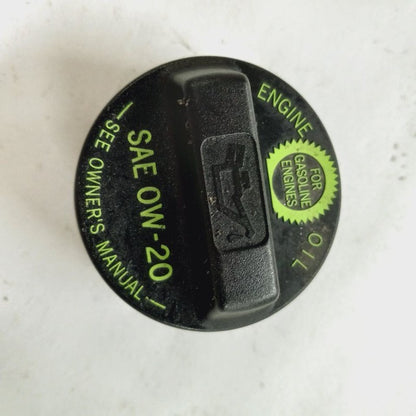 ENGINE OIL
FOR
GASOLINE
ENGINES
SAE 0W-20
—SEE OWNER'S MANUAL—